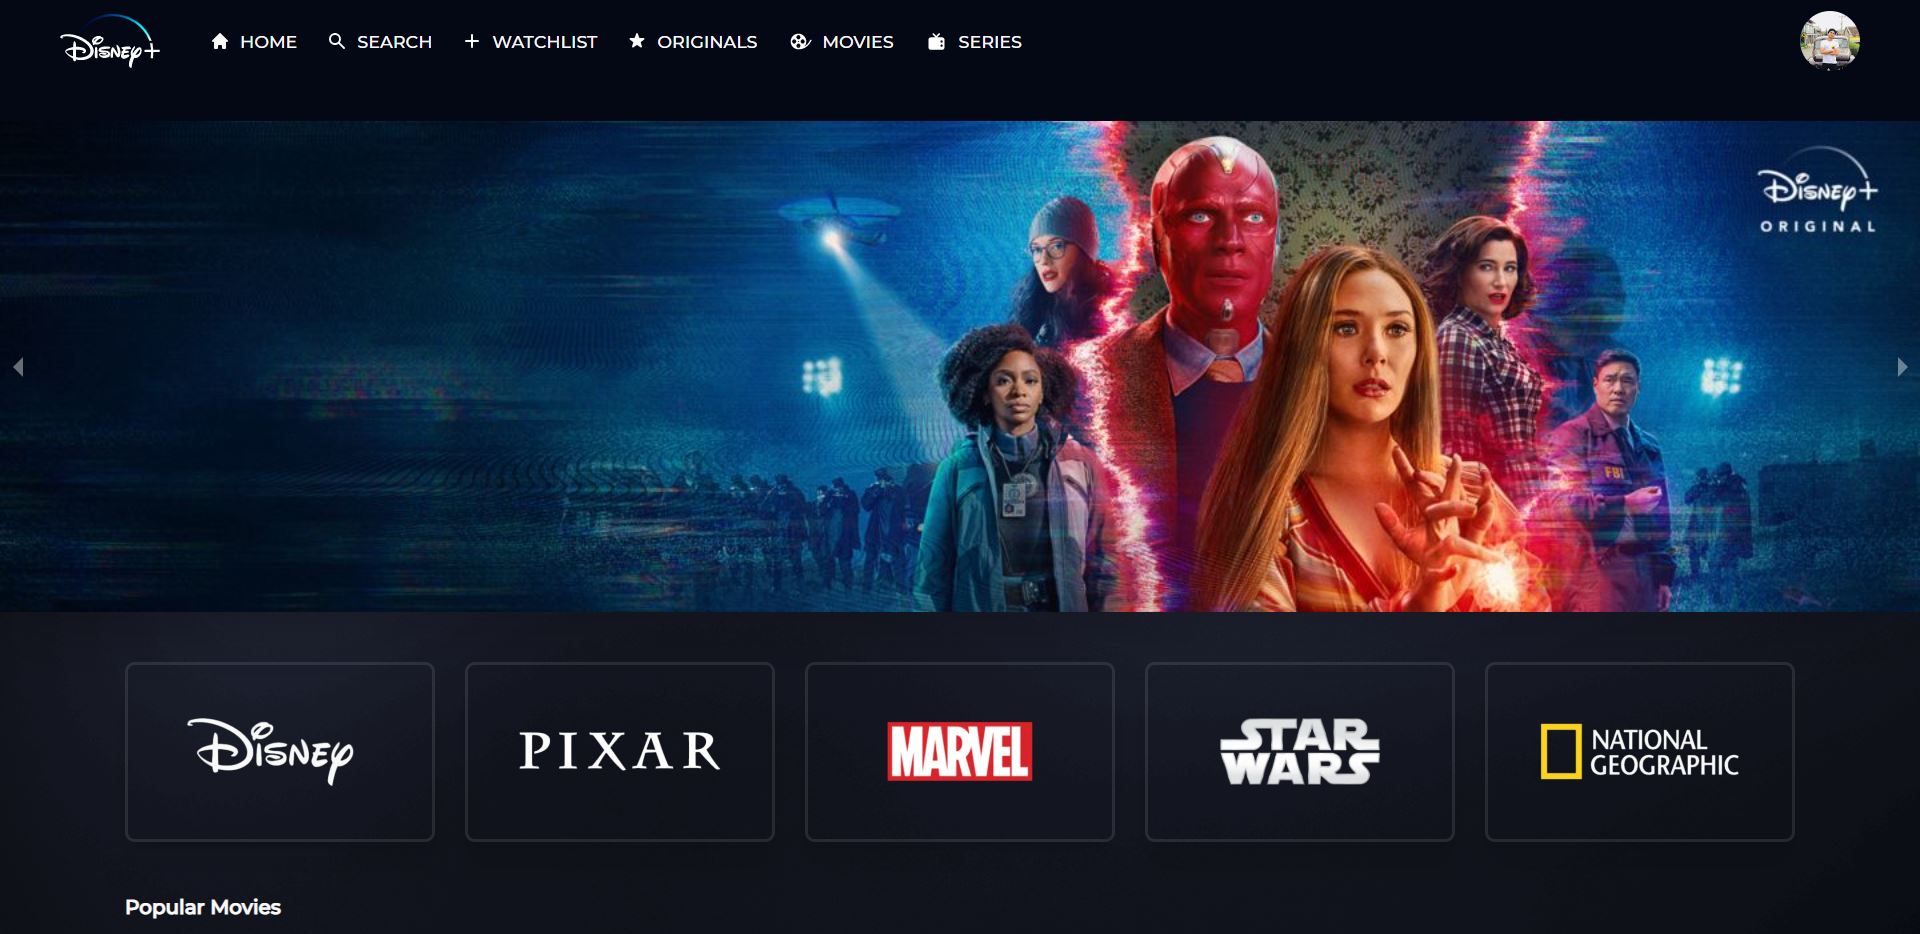 Disney+
HOME
SEARCH
WATCHLIST
ORIGINALS
MOVIES
SERIES
Disney+
ORIGINAL
FBI
Disney
PIXAR
MARVEL
STAR
WARS
NATIONAL
GEOGRAPHIC
Popular Movies